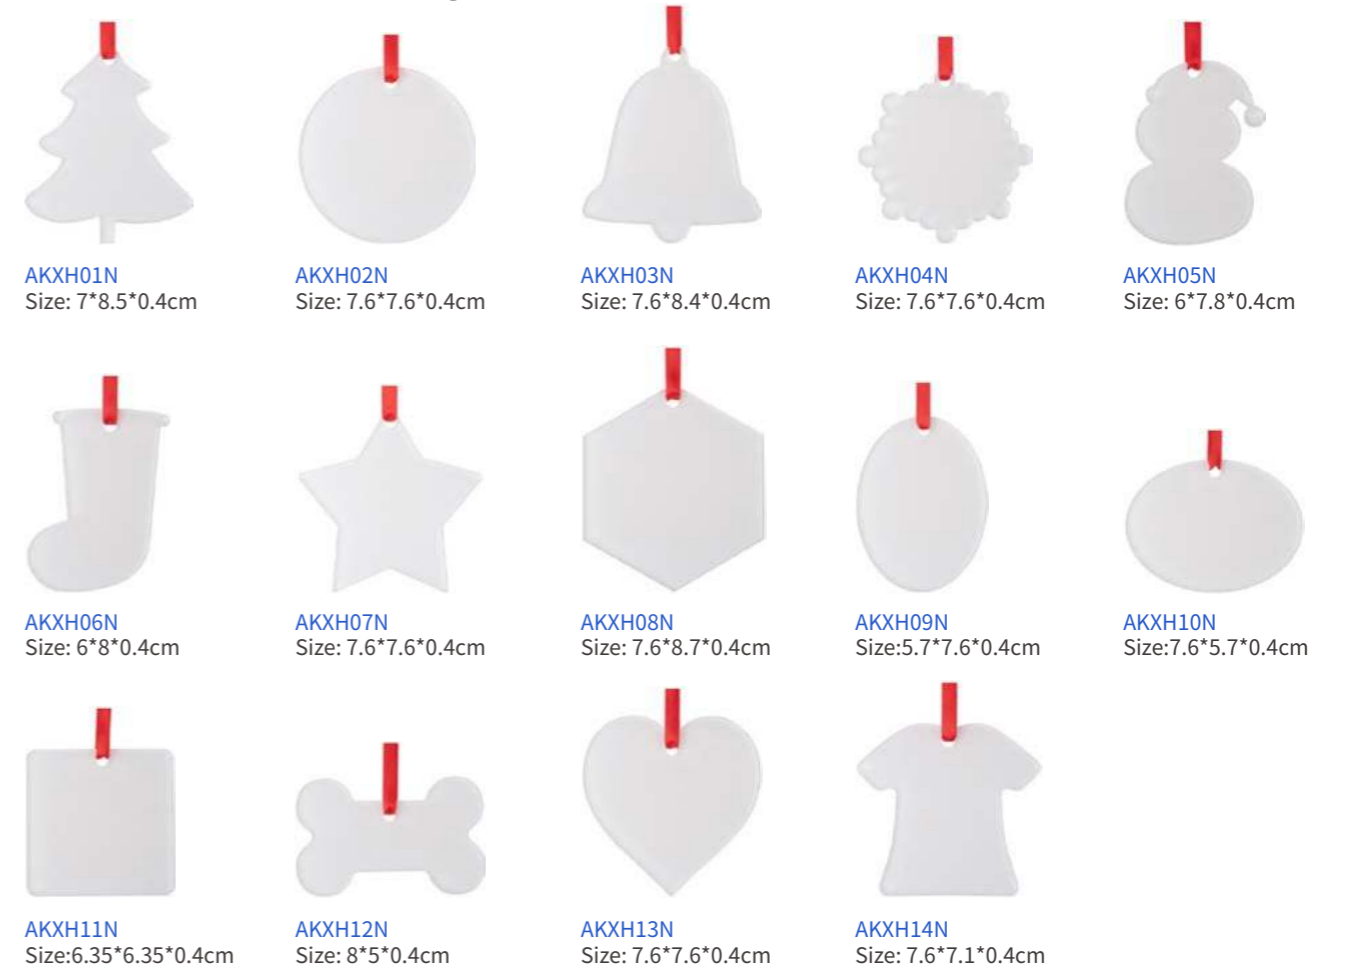 AKXH01N
Size: 7*8.5*0.4cm
AKXH02N
Size: 7.6*7.6*0.4cm
AKXH03N
Size: 7.6*8.4*0.4cm
AKXH04N
Size: 7.6*7.6*0.4cm
AKXH05N
Size: 6*7.8*0.4cm
AKXH06N
Size: 6*8*0.4cm
AKXH07N
Size: 7.6*7.6*0.4cm
AKXH08N
Size: 7.6*8.7*0.4cm
AKXH09N
Size:5.7*7.6*0.4cm
AKXH10N
Size:7.6*5.7*0.4cm
AKXH11N
Size:6.35*6.35*0.4cm
AKXH12N
Size: 8*5*0.4cm
AKXH13N
Size: 7.6*7.6*0.4cm
AKXH14N
Size: 7.6*7.1*0.4cm